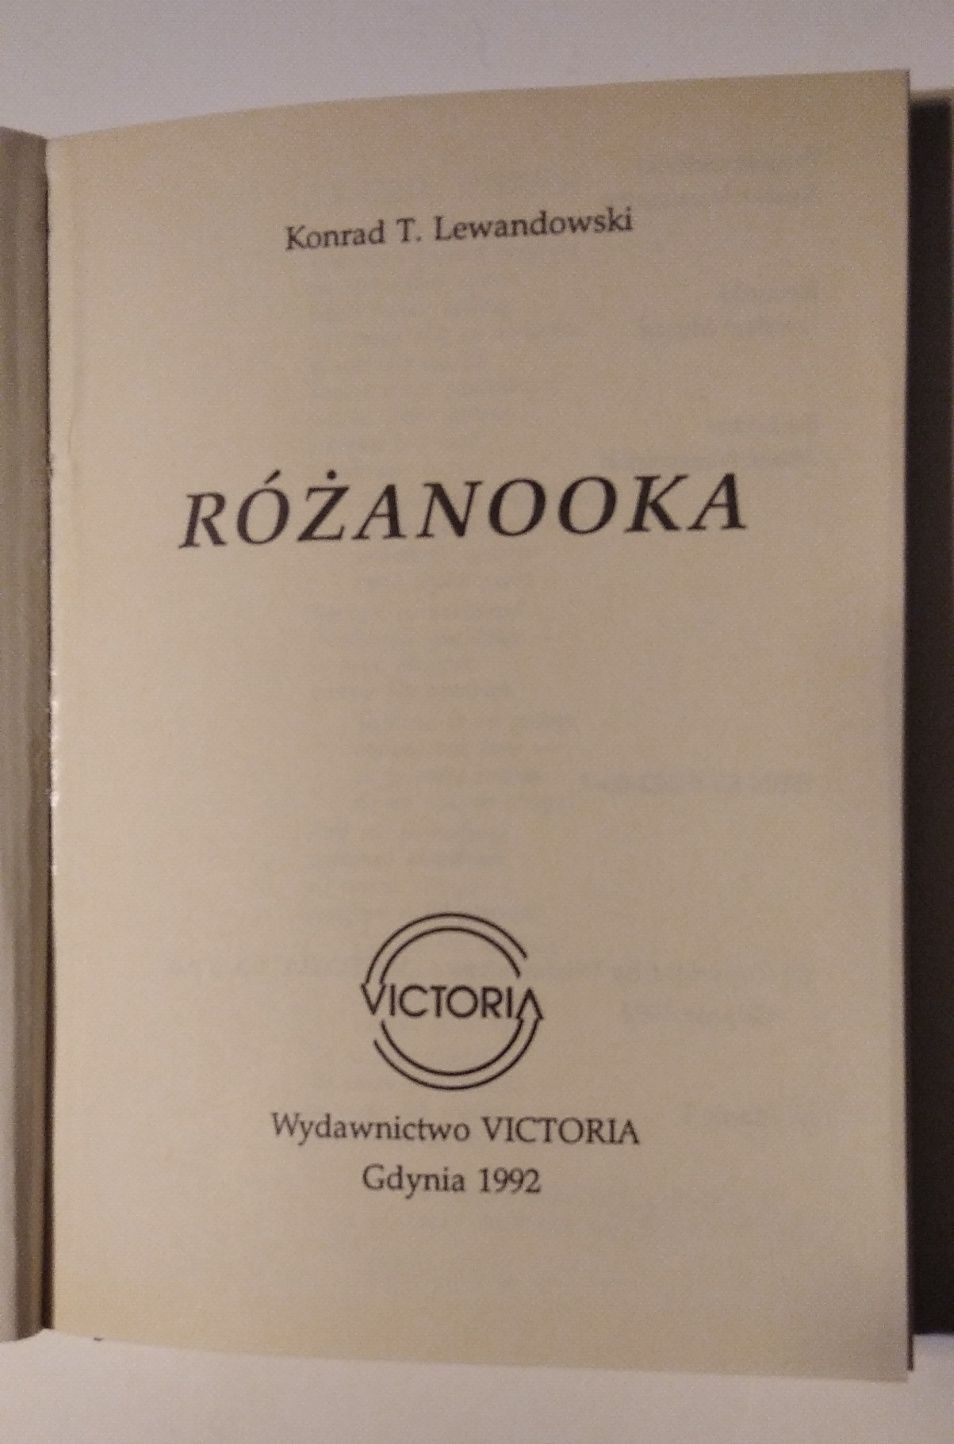 Konrad T. Lewandowski
RÓŻANOOKA
VICTORIA
Wydawnictwo VICTORIA
Gdynia 1992